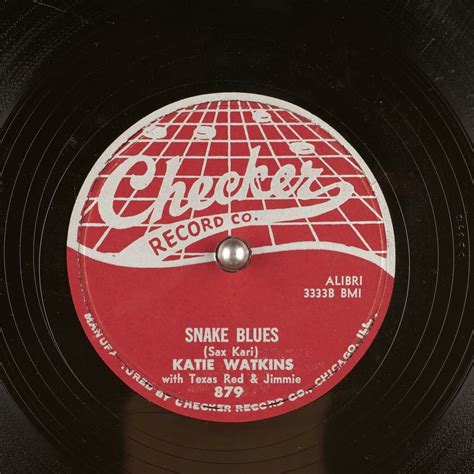 Checker
RECORD CO.
ALIBRI
3333B BMI
SNAKE BLUES
(Sax Kari)
KATIE WATKINS
with Texas Red & Jimmie
879
MANUFACTURED BY CHECKER RECORD CO., CHICAGO, ILL.